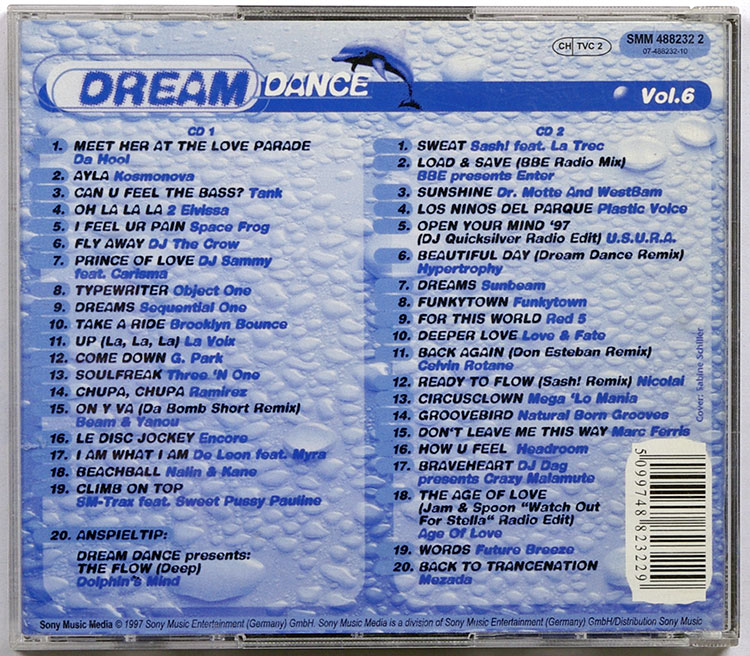 CH TVC 2
SMM 488232 2
07-488232-10
DREAM DANCE
Vol.6
CD 1
1. MEET HER AT THE LOVE PARADE
Da Hool
2. AYLA Kosmonova
3. CAN U FEEL THE BASS? Tank
4. OH LA LA LA 2 Eivissa
5. I FEEL UR PAIN Space Frog
6. FLY AWAY DJ The Crow
7. PRINCE OF LOVE DJ Sammy
feat. Carisma
8. TYPEWRITER Object One
9. DREAMS Sequential One
10. TAKE A RIDE Brooklyn Bounce
11. UP (La, La, La) La Voix
12. COME DOWN G. Park
13. SOULFREAK Three 'N One
14. CHUPA, CHUPA Ramirez
15. ON Y VA (Da Bomb Short Remix)
Beam & Yanou
16. LE DISC JOCKEY Encore
17. I AM WHAT I AM De Leon feat. Myra
18. BEACHBALL Nalin & Kane
19. CLIMB ON TOP
SM-Trax feat. Sweet Pussy Pauline
20. ANSPIELTIP:
DREAM DANCE presents:
THE FLOW (Deep)
Dolphin's Mind
CD 2
1. SWEAT Sash! feat. La Trec
2. LOAD & SAVE (BBE Radio Mix)
BBE presents Enter
3. SUNSHINE Dr. Motte And WestBam
4. LOS NINOS DEL PARQUE Plastic Voice
5. OPEN YOUR MIND '97
(DJ Quicksilver Radio Edit) U.S.U.R.A.
6. BEAUTIFUL DAY (Dream Dance Remix)
Hypertrophy
7. DREAMS Sunbeam
8. FUNKYTOWN Funkytown
9. FOR THIS WORLD Red 5
10. DEEPER LOVE Love & Fate
11. BACK AGAIN (Don Esteban Remix)
Calvin Rotane
12. READY TO FLOW (Sash! Remix) Nicolai
13. CIRCUSCLOWN Mega 'Lo Mania
14. GROOVEBIRD Natural Born Grooves
15. DON'T LEAVE ME THIS WAY Marc Ferris
16. HOW U FEEL Headroom
17. BRAVEHEART DJ Dag
presents Crazy Malamute
18. THE AGE OF LOVE
(Jam & Spoon "Watch Out
For Stella" Radio Edit)
Age Of Love
19. WORDS Future Breeze
20. BACK TO TRANCENATION
Mezada
Cover: Sabine Schiller
5099748823229
Sony Music Media © 1997 Sony Music Entertainment (Germany) GmbH. Sony Music Media is a division of Sony Music Entertainment (Germany) GmbH/Distribution Sony Music